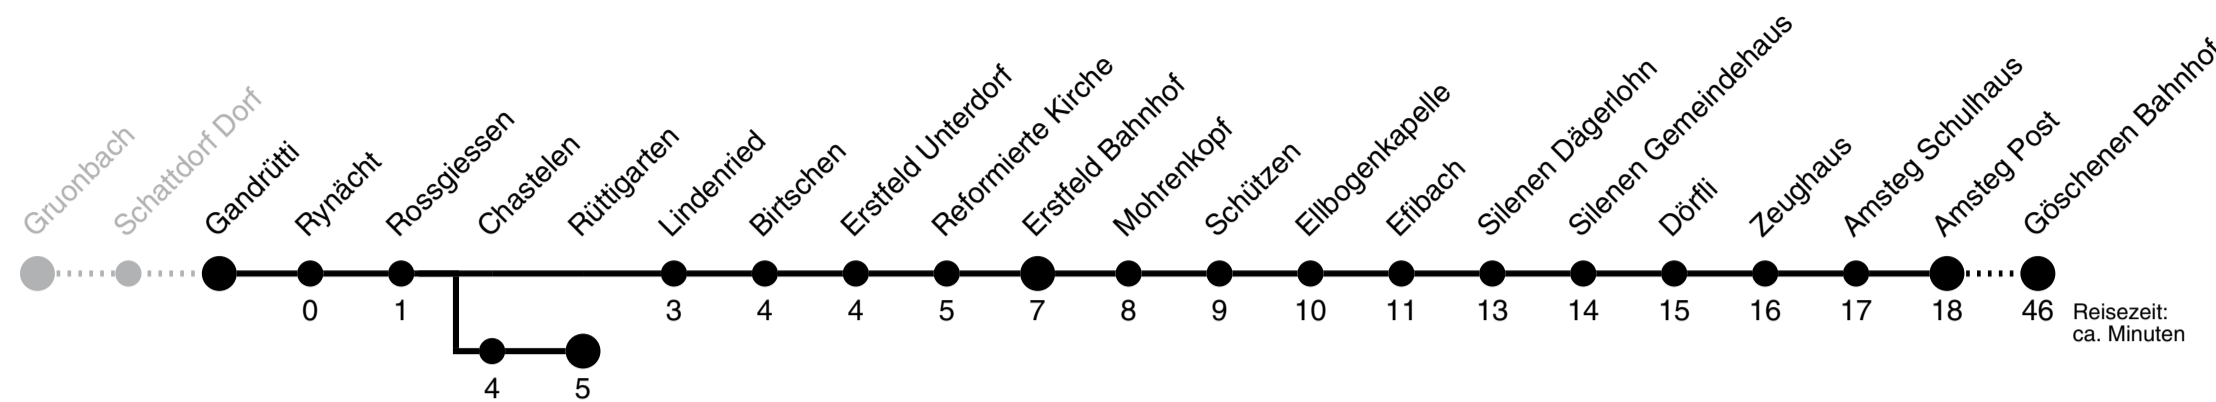 Gruonbach
Schattdorf Dorf
Gandrütti
Rynächt
Rossgiessen
Chastelen
Rüttigarten
Lindenried
Birtschen
Erstfeld Unterdorf
Reformierte Kirche
Erstfeld Bahnhof
Mohrenkopf
Schützen
Ellbogenkapelle
Efibach
Silenen Dägerlohn
Silenen Gemeindehaus
Dörfli
Zeughaus
Amsteg Schulhaus
Amsteg Post
Göschenen Bahnhof
0 1 3 4 4 5 7 8 9 10 11 13 14 15 16 17 18 46 Reisezeit:
ca. Minuten
4 5